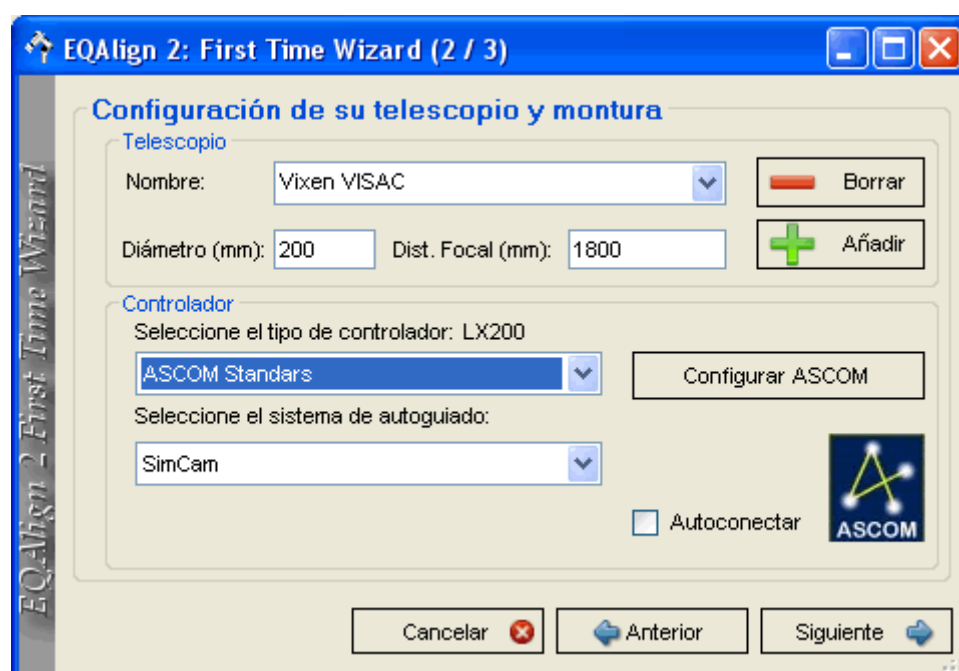 EQAlign 2: First Time Wizard (2 / 3)
EQAlign 2 First Time Wizard
Configuración de su telescopio y montura
Telescopio
Nombre: Vixen VISAC Borrar
Diámetro (mm): 200 Dist. Focal (mm): 1800 Añadir
Controlador
Seleccione el tipo de controlador: LX200
ASCOM Standars Configurar ASCOM
Seleccione el sistema de autoguiado:
SimCam
Autoconectar ASCOM
Cancelar Anterior Siguiente